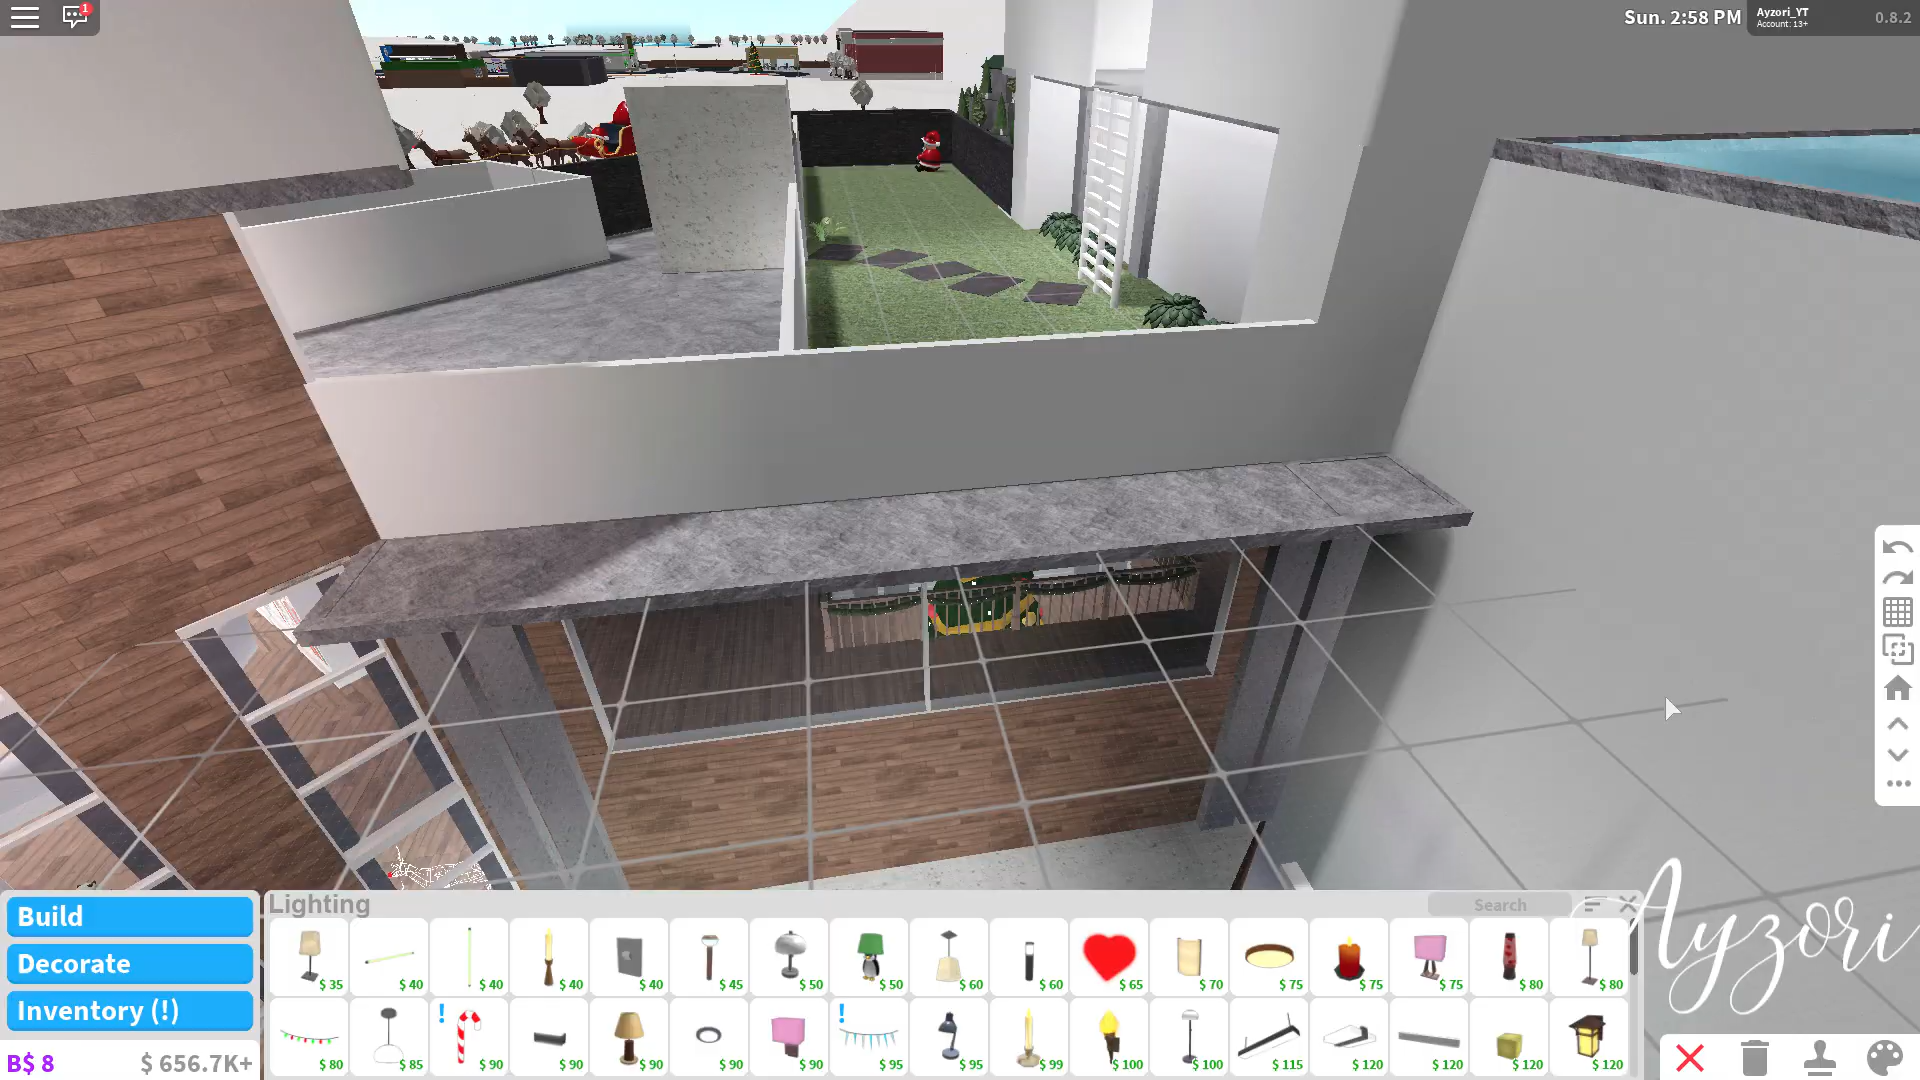 1
Sun. 2:58 PM
Ayzori_YT
Account: 13+
0.8.2
Build
Decorate
Inventory (!)
B$ 8
$ 656.7K+
Lighting
Search
$ 35 $ 40 $ 40 $ 40 $ 40 $ 45 $ 50 $ 50 $ 60 $ 60 $ 65 $ 70 $ 75 $ 75 $ 75 $ 80 $ 80
$ 80 $ 85 ! $ 90 $ 90 $ 90 $ 90 $ 90 ! $ 95 $ 95 $ 99 $ 100 $ 100 $ 115 $ 120 $ 120 $ 120 $ 120
Ayzori